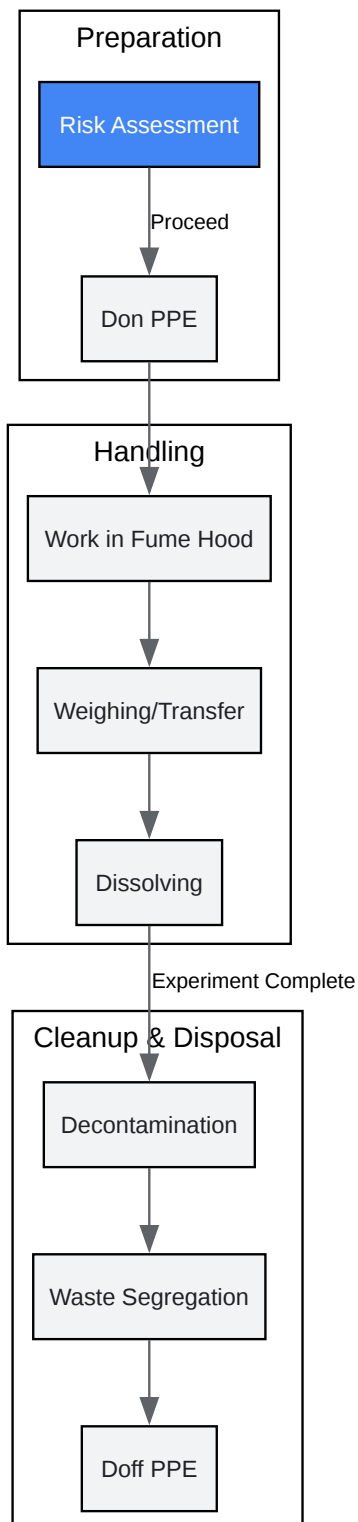 Preparation
Risk Assessment
Proceed
Don PPE
Handling
Work in Fume Hood
Weighing/Transfer
Dissolving
Experiment Complete
Cleanup & Disposal
Decontamination
Waste Segregation
Doff PPE